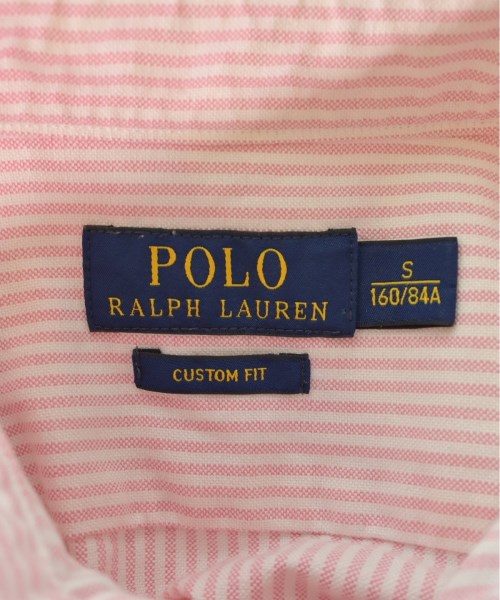 POLO
RALPH LAUREN
S
160/84A
CUSTOM FIT